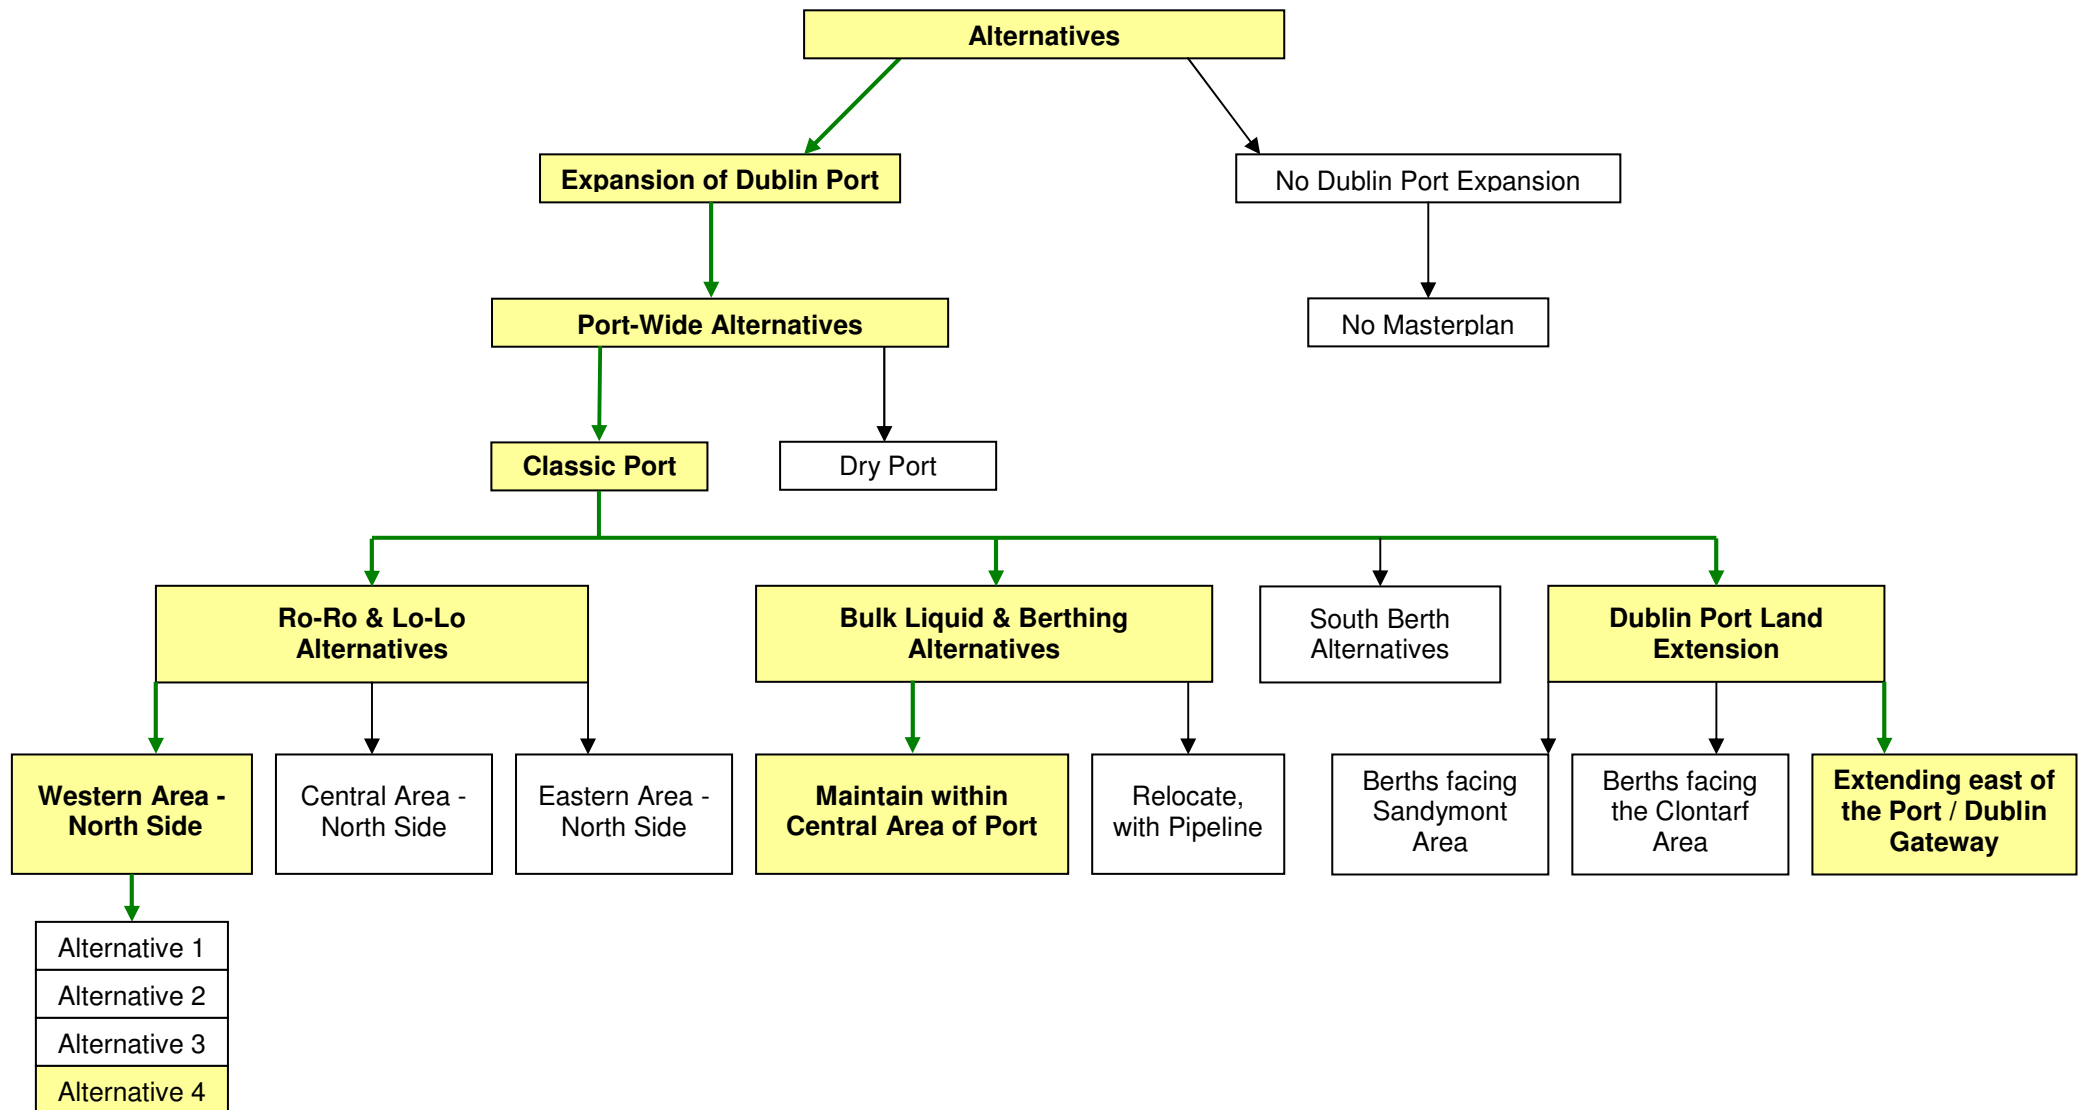 Alternatives
Expansion of Dublin Port
No Dublin Port Expansion
Port-Wide Alternatives
No Masterplan
Classic Port
Dry Port
Ro-Ro & Lo-Lo
Alternatives
Bulk Liquid & Berthing
Alternatives
South Berth
Alternatives
Dublin Port Land
Extension
Western Area -
North Side
Central Area -
North Side
Eastern Area -
North Side
Maintain within
Central Area of Port
Relocate,
with Pipeline
Berths facing
Sandymont
Area
Berths facing
the Clontarf
Area
Extending east of
the Port / Dublin
Gateway
Alternative 1
Alternative 2
Alternative 3
Alternative 4